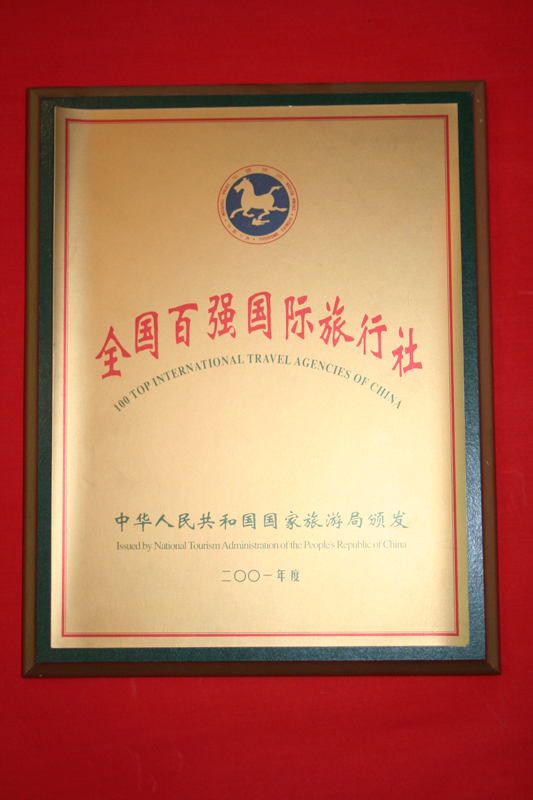 全国百强国际旅行社
100 TOP INTERNATIONAL TRAVEL AGENCIES OF CHINA
中华人民共和国国家旅游局颁发
Issued by National Tourism Administration of the People's Republic of China
二〇〇一年度